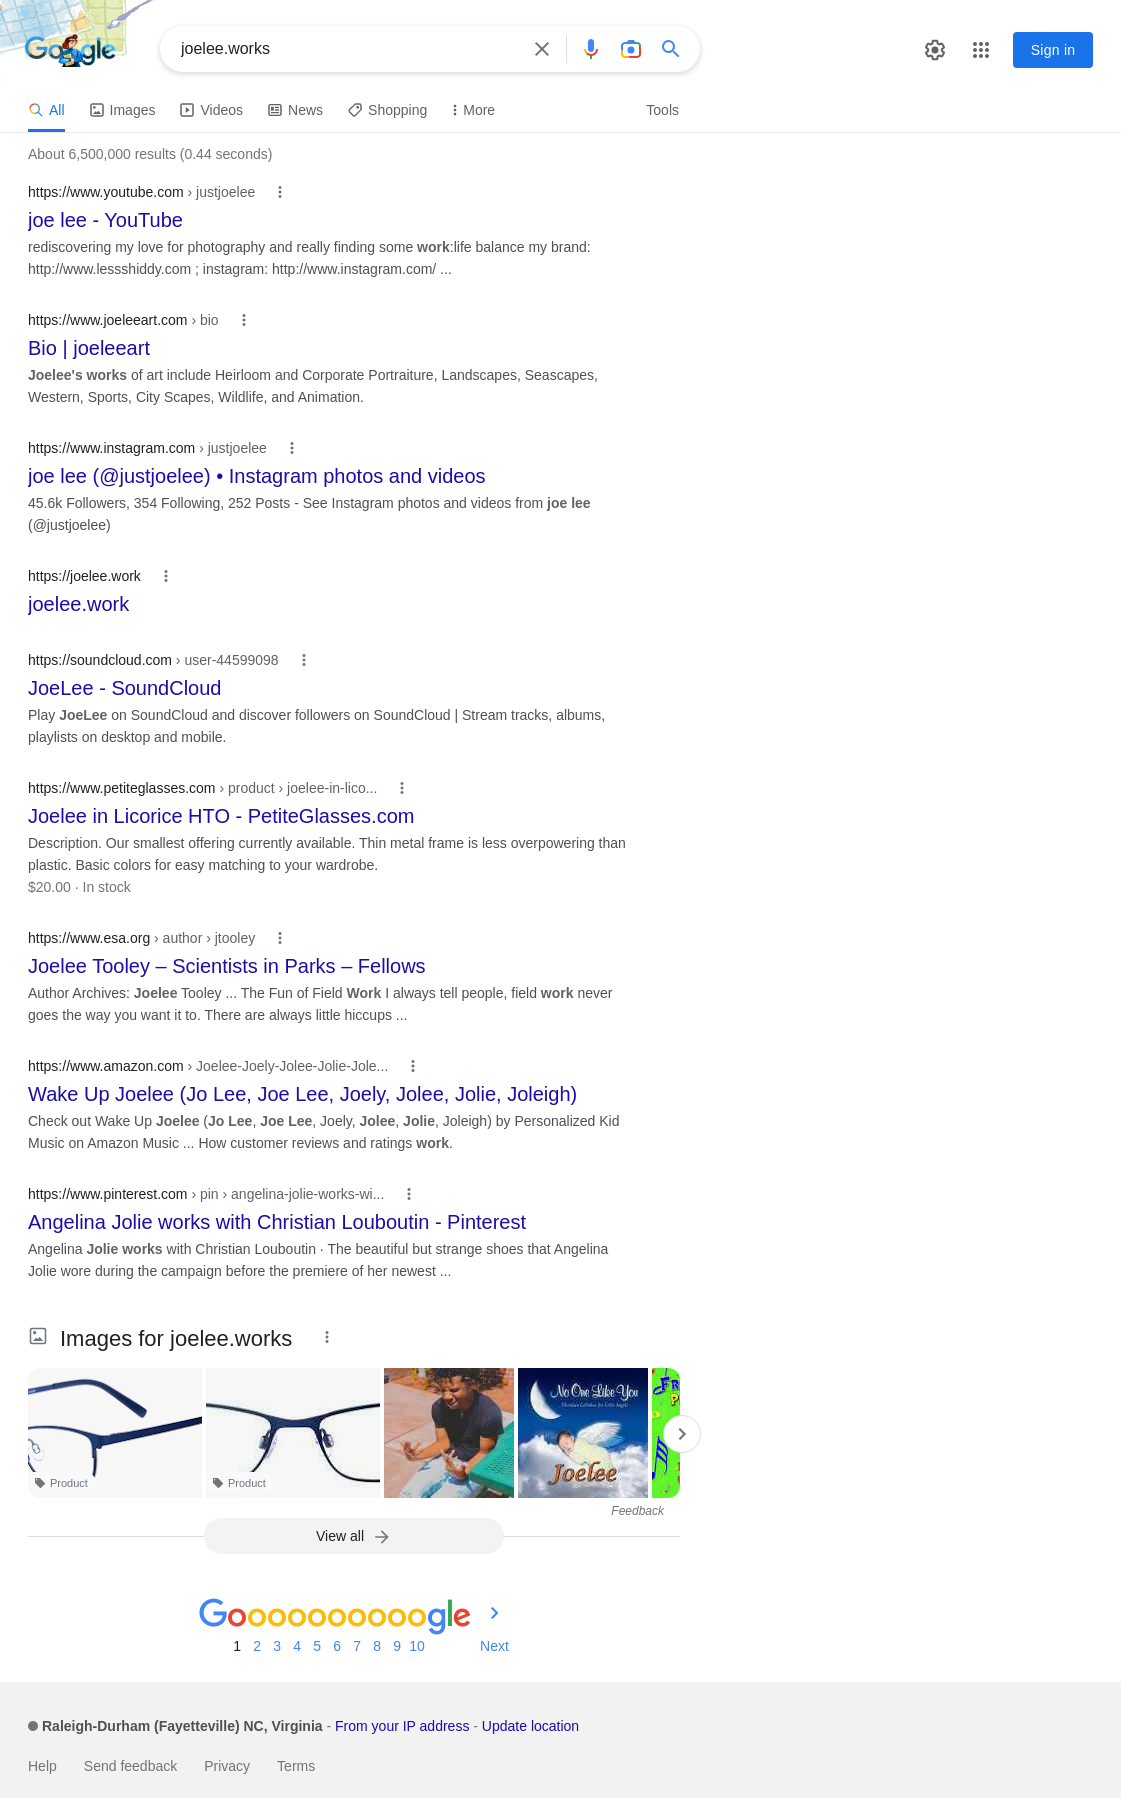 Google
joelee.works
Sign in
All Images Videos News Shopping More Tools
About 6,500,000 results (0.44 seconds)
https://www.youtube.com › justjoelee
joe lee - YouTube
rediscovering my love for photography and really finding some work:life balance my brand:
http://www.lessshiddy.com ; instagram: http://www.instagram.com/ ...
https://www.joeleeart.com › bio
Bio | joeleeart
Joelee's works of art include Heirloom and Corporate Portraiture, Landscapes, Seascapes,
Western, Sports, City Scapes, Wildlife, and Animation.
https://www.instagram.com › justjoelee
joe lee (@justjoelee) • Instagram photos and videos
45.6k Followers, 354 Following, 252 Posts - See Instagram photos and videos from joe lee
(@justjoelee)
https://joelee.work
joelee.work
https://soundcloud.com › user-44599098
JoeLee - SoundCloud
Play JoeLee on SoundCloud and discover followers on SoundCloud | Stream tracks, albums,
playlists on desktop and mobile.
https://www.petiteglasses.com › product › joelee-in-lico...
Joelee in Licorice HTO - PetiteGlasses.com
Description. Our smallest offering currently available. Thin metal frame is less overpowering than
plastic. Basic colors for easy matching to your wardrobe.
$20.00 · In stock
https://www.esa.org › author › jtooley
Joelee Tooley – Scientists in Parks – Fellows
Author Archives: Joelee Tooley ... The Fun of Field Work I always tell people, field work never
goes the way you want it to. There are always little hiccups ...
https://www.amazon.com › Joelee-Joely-Jolee-Jolie-Jole...
Wake Up Joelee (Jo Lee, Joe Lee, Joely, Jolee, Jolie, Joleigh)
Check out Wake Up Joelee (Jo Lee, Joe Lee, Joely, Jolee, Jolie, Joleigh) by Personalized Kid
Music on Amazon Music ... How customer reviews and ratings work.
https://www.pinterest.com › pin › angelina-jolie-works-wi...
Angelina Jolie works with Christian Louboutin - Pinterest
Angelina Jolie works with Christian Louboutin · The beautiful but strange shoes that Angelina
Jolie wore during the campaign before the premiere of her newest ...
Images for joelee.works
No One Like You
Joelee
Product
Product
Feedback
View all
Goooooooooogle
1 2 3 4 5 6 7 8 9 10 Next
Raleigh-Durham (Fayetteville) NC, Virginia - From your IP address - Update location
Help Send feedback Privacy Terms